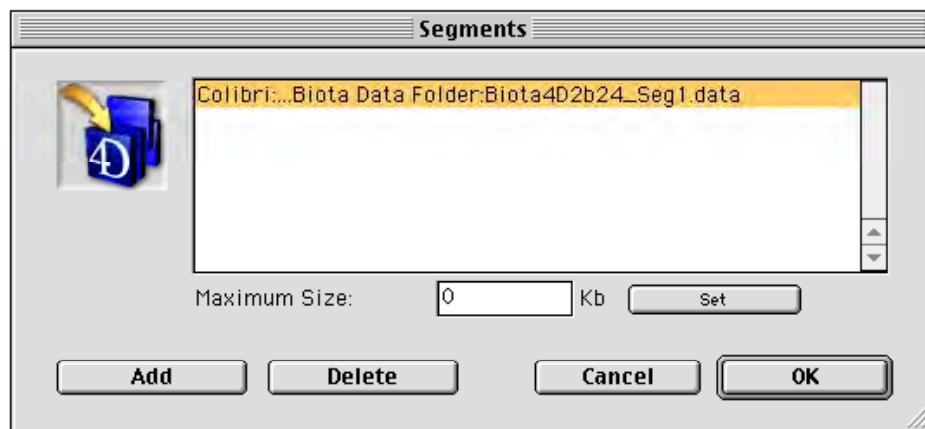 Segments
Colibri:...Biota Data Folder:Biota4D2b24_Seg1.data
4D
Maximum Size: 0 Kb Set
Add Delete Cancel OK